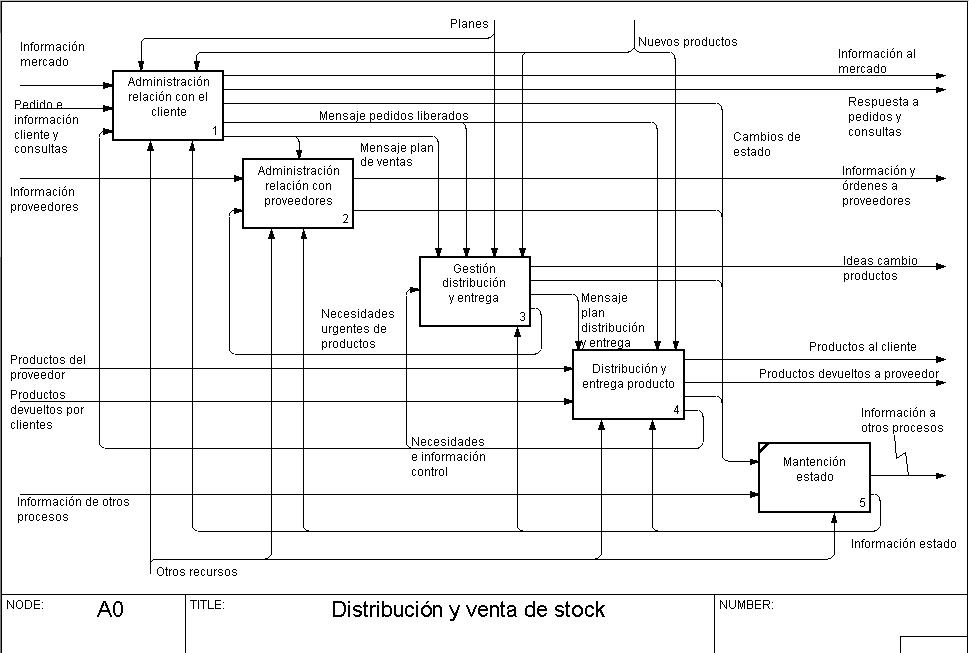 Planes
Nuevos productos
Información
mercado
Información al
mercado
Administración
relación con el
cliente
1
Pedido e
información
cliente y
consultas
Respuesta a
pedidos y
consultas
Mensaje pedidos liberados
Cambios de
estado
Mensaje plan
de ventas
Administración
relación con
proveedores
2
Información
proveedores
Información y
órdenes a
proveedores
Ideas cambio
productos
Gestión
distribución
y entrega
3
Necesidades
urgentes de
productos
Mensaje
plan
distribución
y entrega
Productos al cliente
Productos del
proveedor
Distribución y
entrega producto
4
Productos devueltos a proveedor
Productos
devueltos por
clientes
Información a
otros procesos
Necesidades
e información
control
Mantención
estado
5
Información de otros
procesos
Información estado
Otros recursos
NODE:
A0
TITLE:
Distribución y venta de stock
NUMBER: